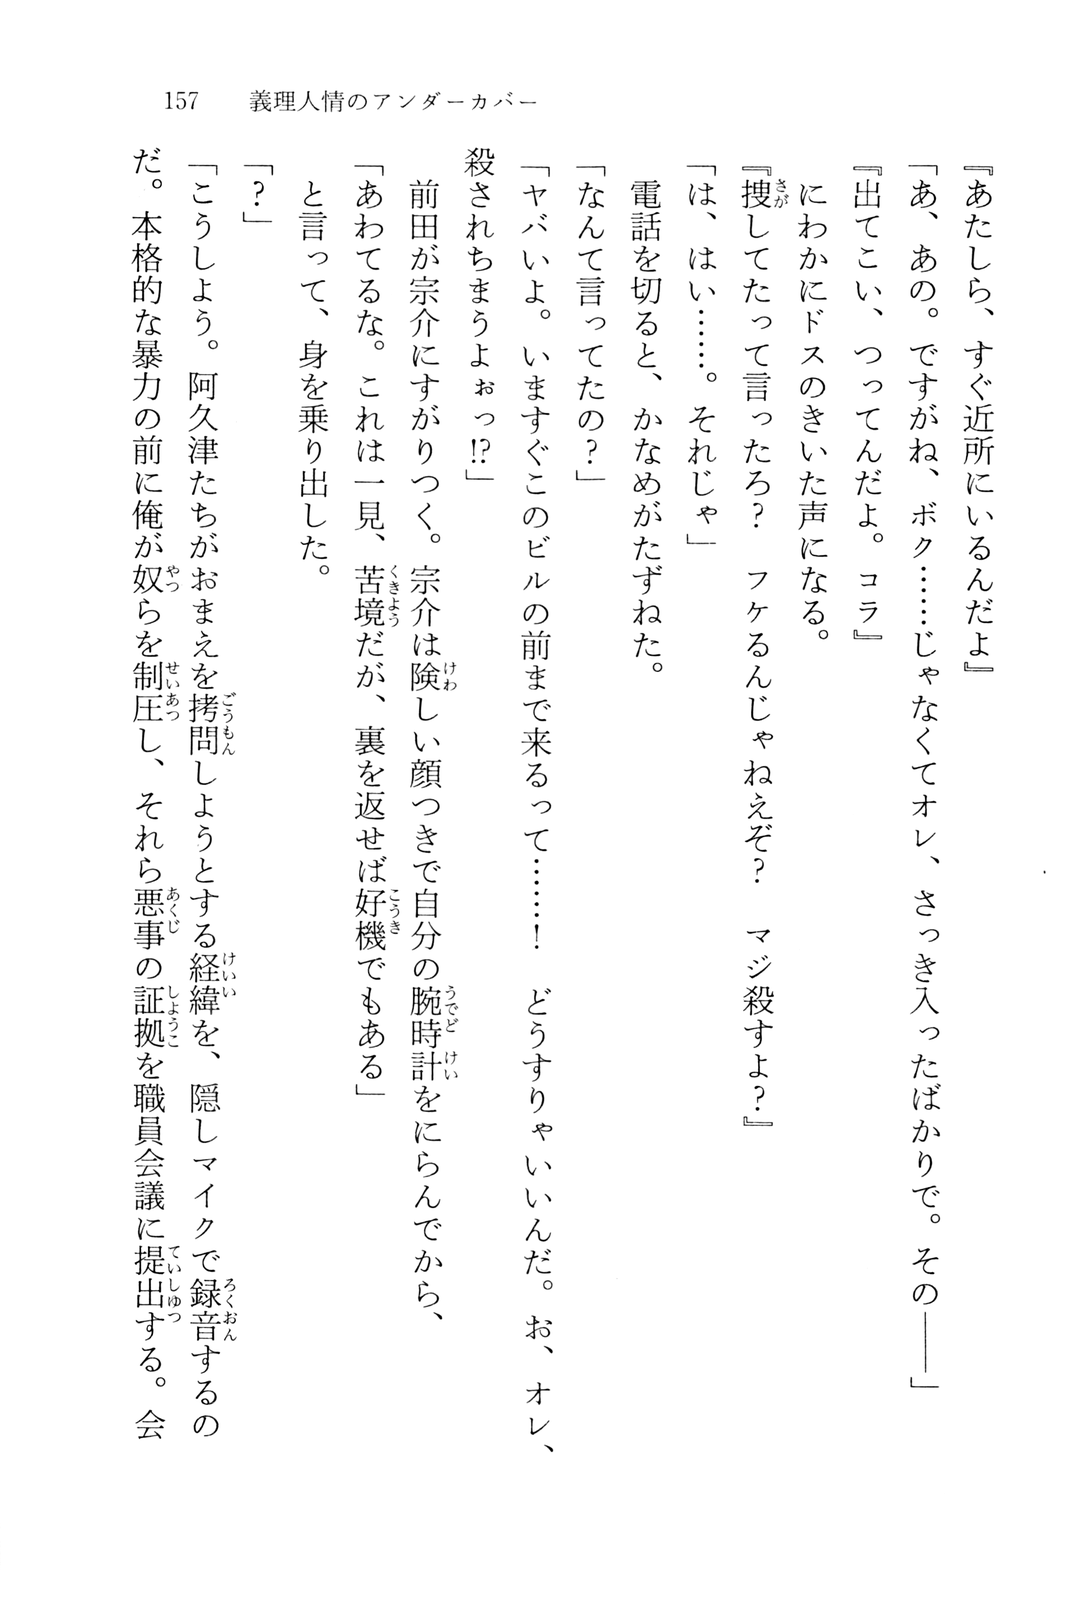 157 義理人情のアンダーカバー
『あたしら、すぐ近所にいるんだよ』
「あ、あの。ですがね、ボク……じゃなくてオレ、さっき入ったばかりで。その――」
『出てこい、つってんだよ。コラ』
にわかにドスのきいた声になる。
『捜してたって言ったろ？　フケるんじゃねえぞ？　マジ殺すよ？』
「は、はい……。それじゃ」
電話を切ると、かなめがたずねた。
「なんて言ってたの？」
「ヤバいよ。いますぐこのビルの前まで来るって……！　どうすりゃいいんだ。お、オレ、
殺されちまうよぉっ!?」
前田が宗介にすがりつく。宗介は険しい顔つきで自分の腕時計をにらんでから、
「あわてるな。これは一見、苦境だが、裏を返せば好機でもある」
と言って、身を乗り出した。
「？」
「こうしよう。阿久津たちがおまえを拷問しようとする経緯を、隠しマイクで録音するの
だ。本格的な暴力の前に俺が奴らを制圧し、それら悪事の証拠を職員会議に提出する。会